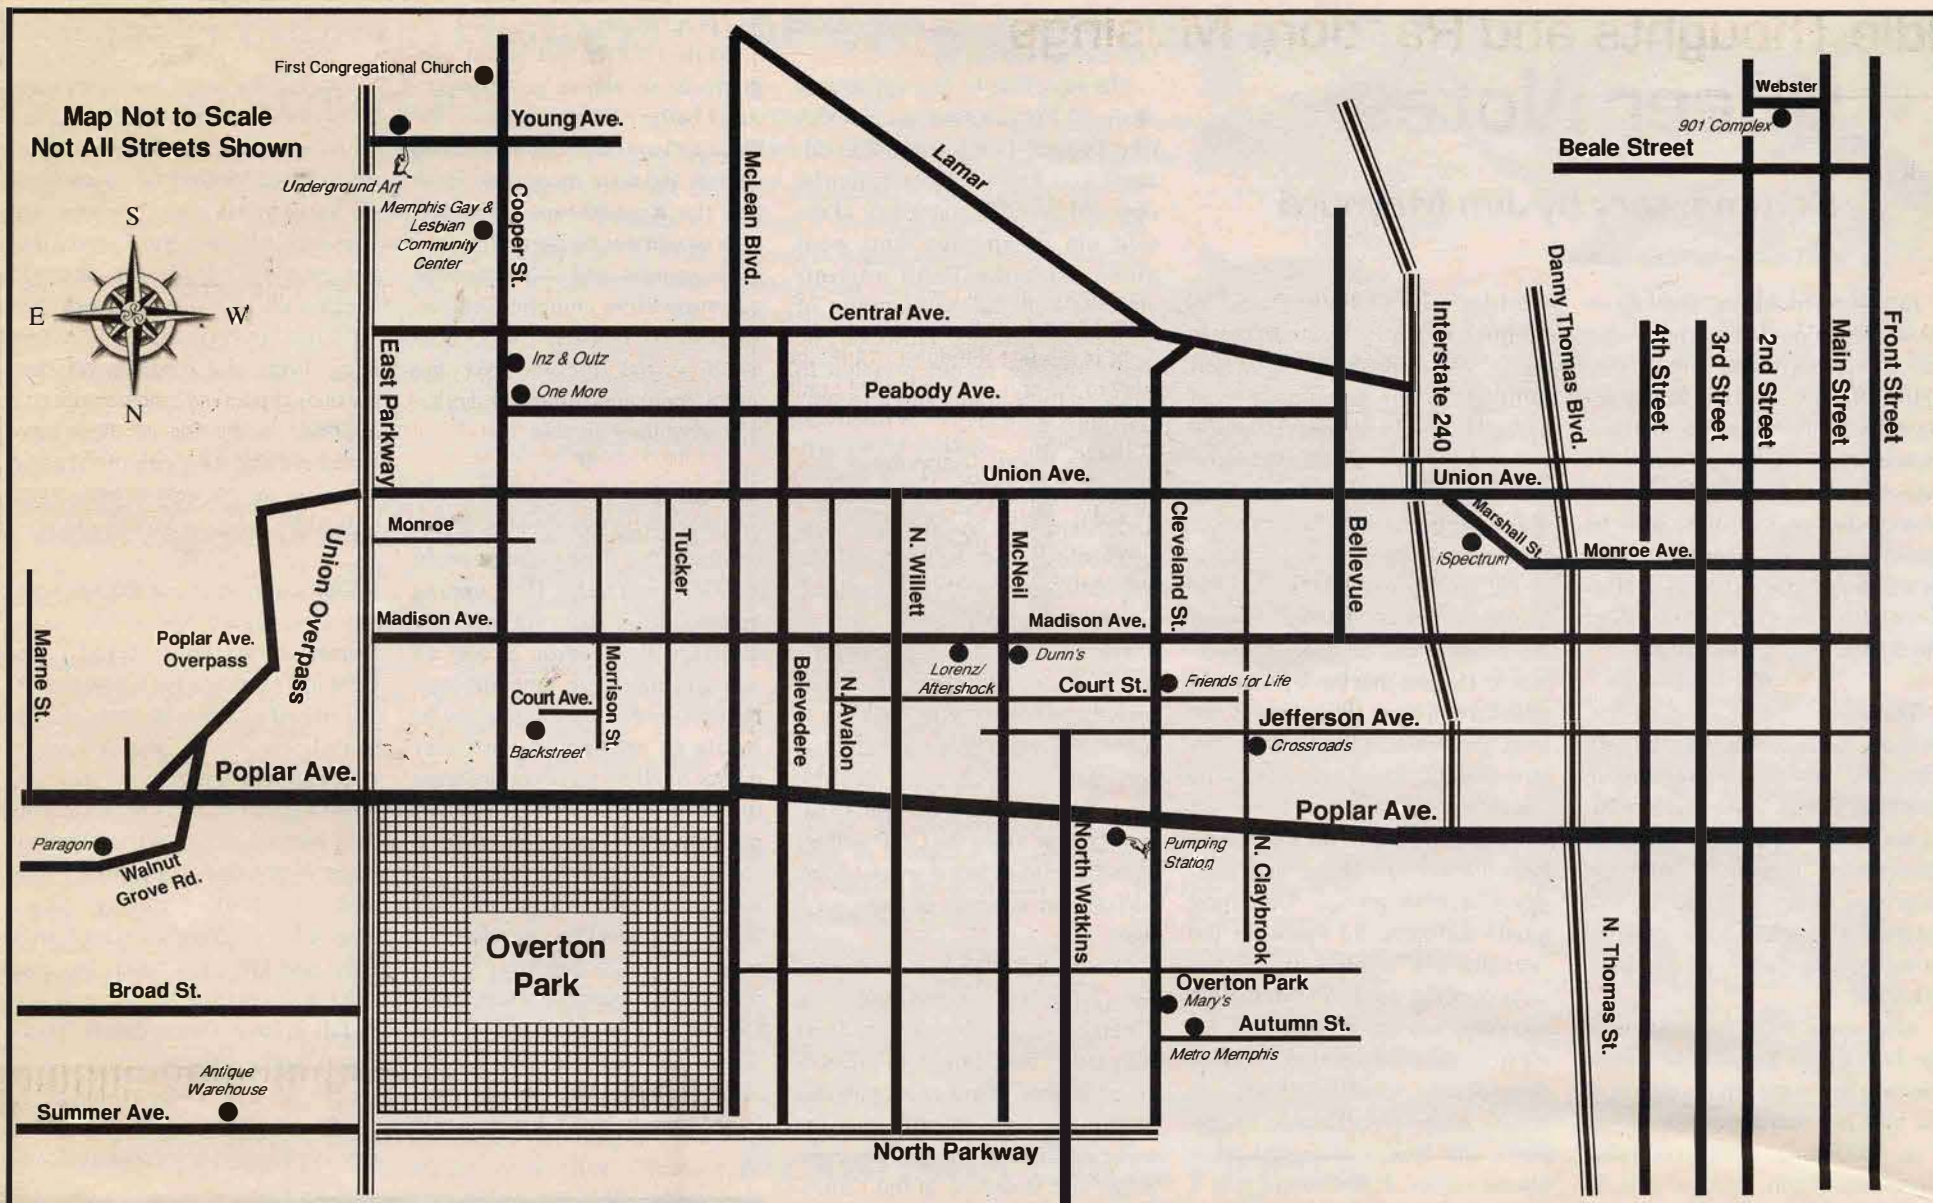 First Congregational Church
Map Not to Scale
Not All Streets Shown
Young Ave.
Webster
901 Complex
Beale Street
Lamar
McLean Blvd.
Underground Art
Memphis Gay &
Lesbian
Community
Center
Cooper St.
S
E
W
N
Central Ave.
East Parkway
Inz & Outz
One More
Peabody Ave.
Interstate 240
Danny Thomas Blvd.
4th Street
3rd Street
2nd Street
Main Street
Front Street
Union Ave.
Union Ave.
Monroe
Tucker
N. Willett
McNeil
Cleveland St.
Bellevue
Marshall St.
iSpectrum
Monroe Ave.
Union Overpass
Marne St.
Poplar Ave.
Overpass
Madison Ave.
Madison Ave.
Morrison St.
Court Ave.
Backstreet
Belevedere
N. Avalon
Lorenz/
Aftershock
Dunn's
Court St.
Friends for Life
Jefferson Ave.
Crossroads
Poplar Ave.
Poplar Ave.
Paragon
Walnut
Grove Rd.
North Watkins
Pumping
Station
N. Claybrook
N. Thomas St.
Overton
Park
Overton Park
Mary's
Autumn St.
Metro Memphis
Broad St.
Antique
Warehouse
Summer Ave.
North Parkway